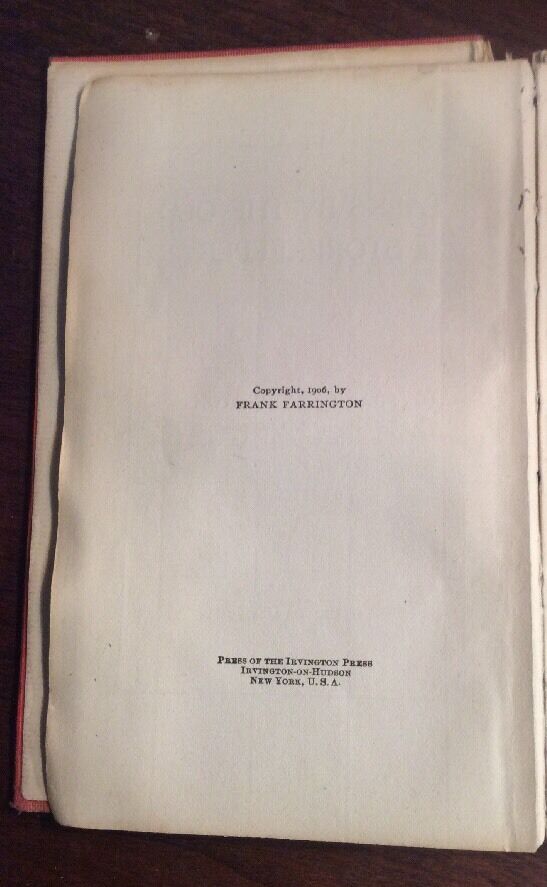 Copyright, 1906, by
FRANK FARRINGTON
PRESS OF THE IRVINGTON PRESS
IRVINGTON-ON-HUDSON
NEW YORK, U. S. A.